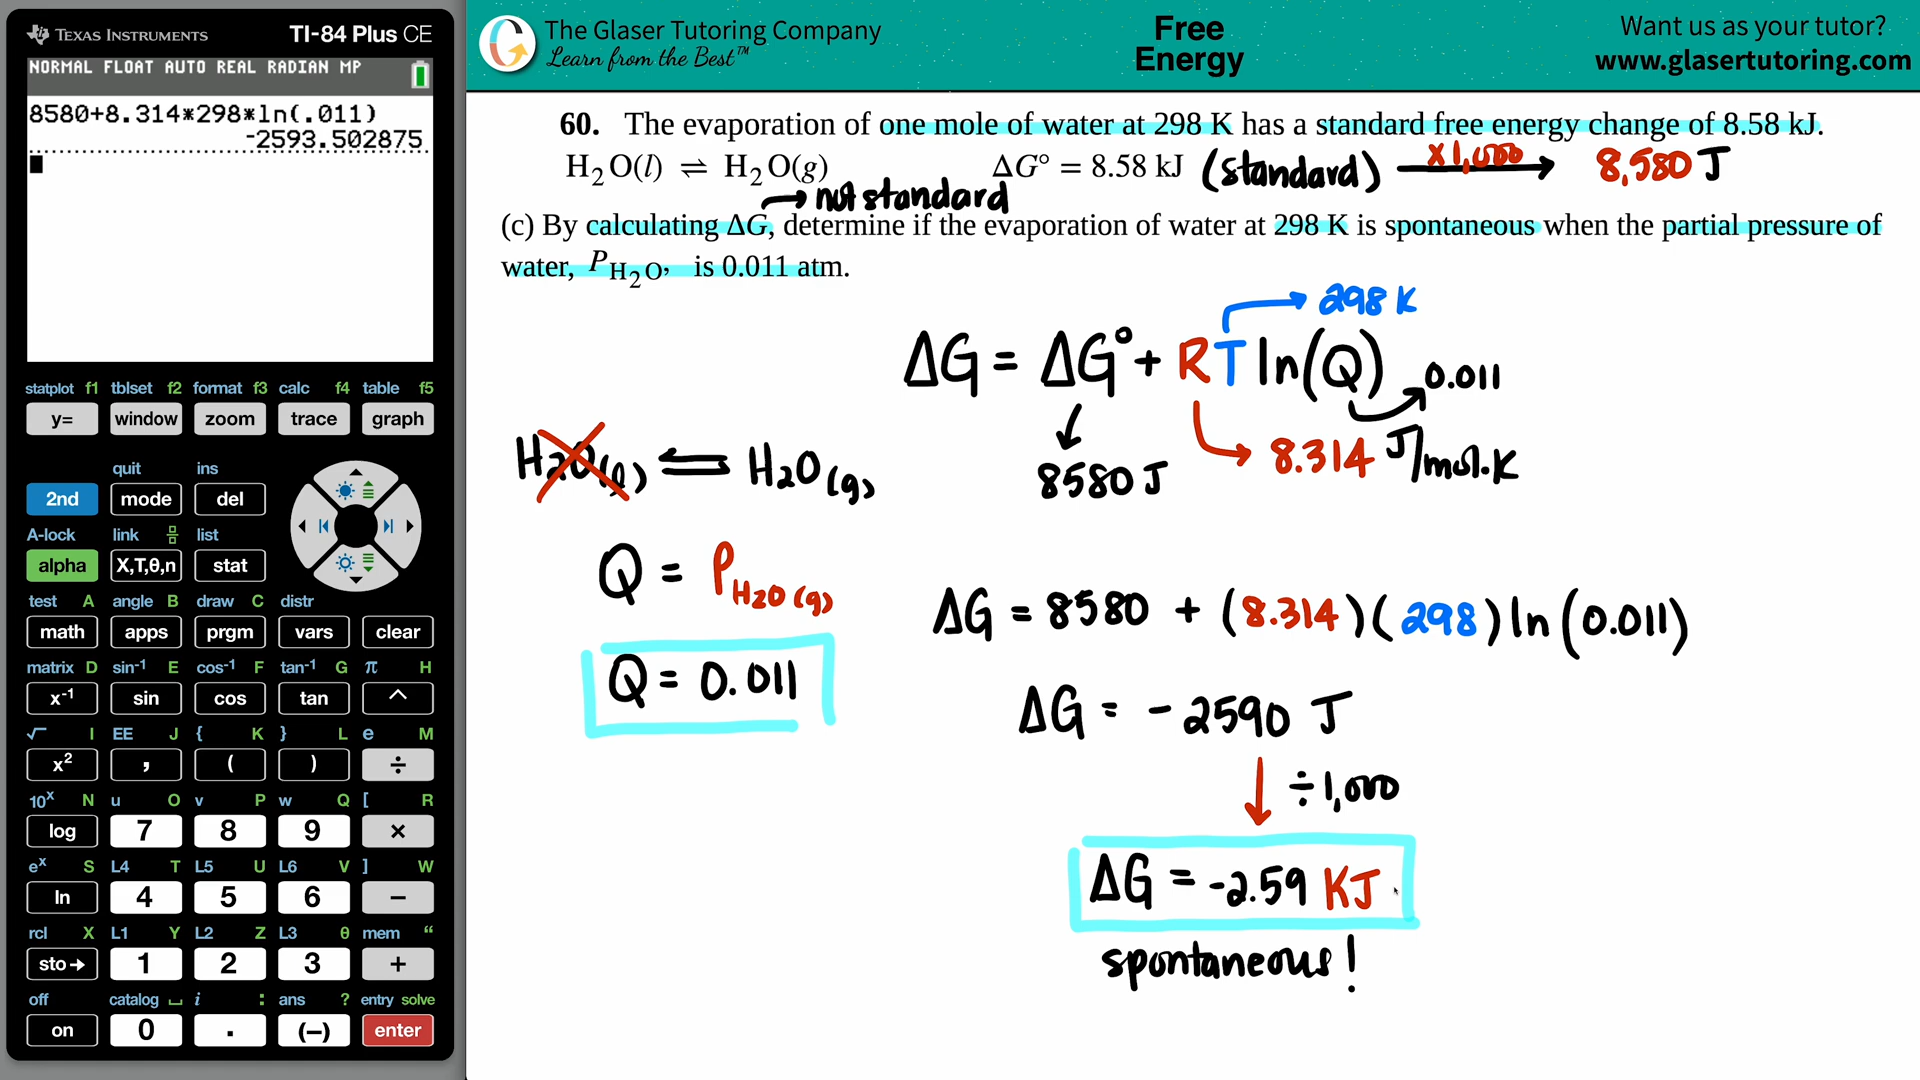 TEXAS INSTRUMENTS TI-84 Plus CE
NORMAL FLOAT AUTO REAL RADIAN MP
8580+8.314*298*ln(.011)
-2593.502875
statplot f1 tblset f2 format f3 calc f4 table f5
y= window zoom trace graph
quit ins
2nd mode del
A-lock link list
alpha X,T,θ,n stat
test A angle B draw C distr
math apps prgm vars clear
matrix D sin-1 E cos-1 F tan-1 G π H
x-1 sin cos tan ^
√ I EE J { K } L e M
x² , ( ) ÷
10x N u O v P w Q [ R
log 7 8 9 ×
ex S L4 T L5 U L6 V ] W
ln 4 5 6 −
rcl X L1 Y L2 Z L3 θ mem “
sto→ 1 2 3 +
off catalog ⎵ i : ans ? entry solve
on 0 . (−) enter
The Glaser Tutoring Company
Learn from the Best™
Free
Energy
Want us as your tutor?
www.glasertutoring.com
60. The evaporation of one mole of water at 298 K has a standard free energy change of 8.58 kJ.
H₂O(l) ⇌ H₂O(g) ΔG° = 8.58 kJ (standard) x1,000 → 8,580 J
→ not standard
(c) By calculating ΔG, determine if the evaporation of water at 298 K is spontaneous when the partial pressure of
water, P H₂O, is 0.011 atm.
→ 298 K
ΔG = ΔG° + RT ln(Q) → 0.011
8580 J → 8.314 J/mol·K
H₂O(l) ⇌ H₂O(g)
Q = P H₂O(g)
Q = 0.011
ΔG = 8580 + (8.314)(298) ln(0.011)
ΔG = -2590 J
÷1,000
ΔG = -2.59 KJ
spontaneous!